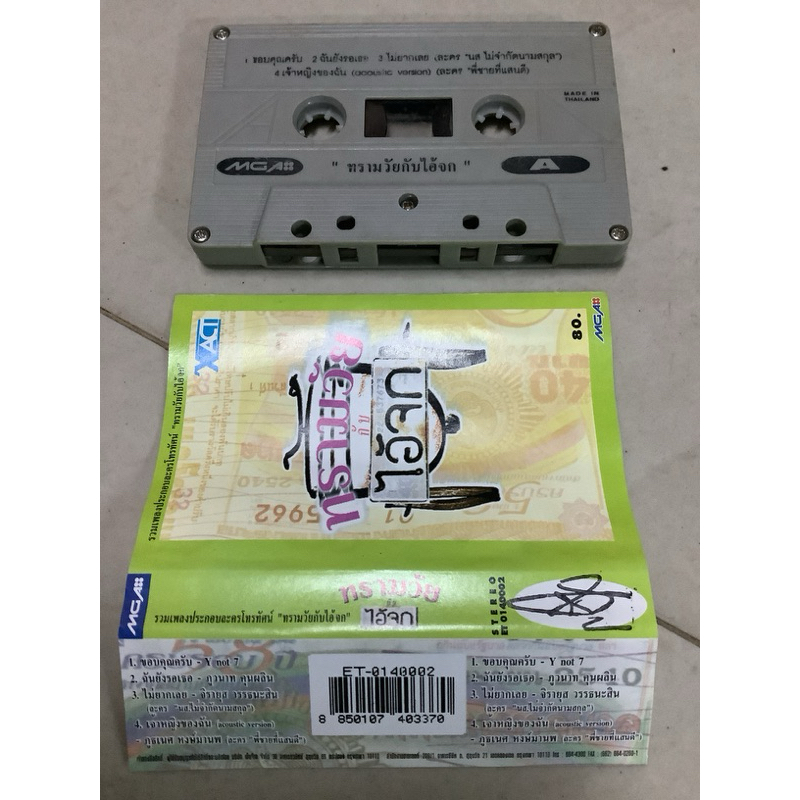 1 ขอบคุณครับ 2 ฉันยังรอเธอ 3 ไม่ยากเลย (ละคร "นส.ไม่จำกัดนามสกุล")
4 เจ้าหญิงของฉัน (acoustic version) (ละคร "พี่ชายที่แสนดี")
MADE IN
THAILAND
MGA
" ทรามวัยกับไอ้จก "
A
XACT
รวมเพลงประกอบละครโทรทัศน์ "ทรามวัยกับไอ้จก"
ทรามวัย
กับ
ไอ้จก
80.
MGA
40
2540
5962
21
MGA
รวมเพลงประกอบละครโทรทัศน์ "ทรามวัยกับไอ้จก"
ทรามวัย
ไอ้จก
STEREO
ET 0140002
1. ขอบคุณครับ - Y not 7
2. ฉันยังรอเธอ - ภูวนาท คุนผลิน
3. ไม่ยากเลย - จิรายุส วรรธนะสิน
(ละคร "นส.ไม่จำกัดนามสกุล")
4. เจ้าหญิงของฉัน (acoustic version)
- ภูธเนศ หงษ์มานพ (ละคร "พี่ชายที่แสนดี")
ET-0140002
8 850107 403370
1. ขอบคุณครับ - Y not 7
2. ฉันยังรอเธอ - ภูวนาท คุนผลิน
3. ไม่ยากเลย - จิรายุส วรรธนะสิน
(ละคร "นส.ไม่จำกัดนามสกุล")
4. เจ้าหญิงของฉัน (acoustic version)
- ภูธเนศ หงษ์มานพ (ละคร "พี่ชายที่แสนดี")